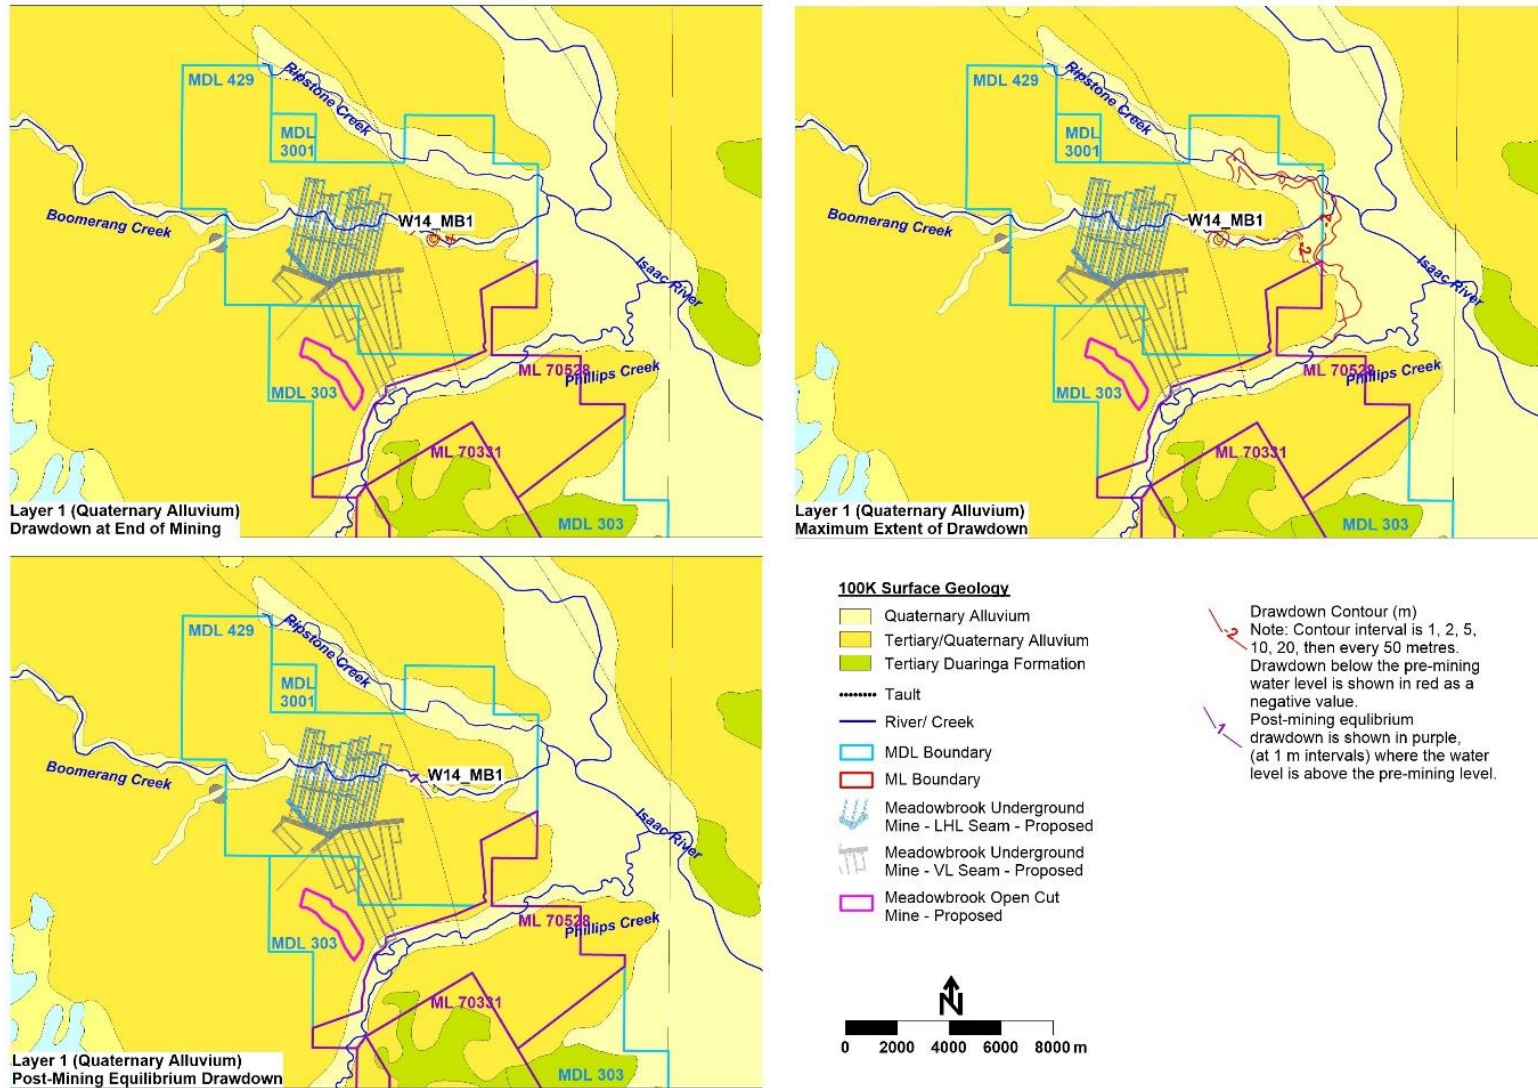 MDL 429
Ripstone Creek
MDL
3001
Boomerang Creek
W14_MB1
Isaac River
MDL 303
ML 70528
Phillips Creek
ML 70331
MDL 303
Layer 1 (Quaternary Alluvium)
Drawdown at End of Mining
MDL 429
Ripstone Creek
MDL
3001
Boomerang Creek
W14_MB1
-2
-2
Isaac River
MDL 303
ML 70528
Phillips Creek
ML 70331
MDL 303
Layer 1 (Quaternary Alluvium)
Maximum Extent of Drawdown
MDL 429
Ripstone Creek
MDL
3001
Boomerang Creek
1
W14_MB1
Isaac River
MDL 303
ML 70528
Phillips Creek
ML 70331
MDL 303
Layer 1 (Quaternary Alluvium)
Post-Mining Equilibrium Drawdown
100K Surface Geology
Quaternary Alluvium
Tertiary/Quaternary Alluvium
Tertiary Duaringa Formation
Tault
River/ Creek
MDL Boundary
ML Boundary
Meadowbrook Underground
Mine - LHL Seam - Proposed
Meadowbrook Underground
Mine - VL Seam - Proposed
Meadowbrook Open Cut
Mine - Proposed
-2
Drawdown Contour (m)
Note: Contour interval is 1, 2, 5,
10, 20, then every 50 metres.
Drawdown below the pre-mining
water level is shown in red as a
negative value.
1
Post-mining equlibrium
drawdown is shown in purple,
(at 1 m intervals) where the water
level is above the pre-mining level.
N
0 2000 4000 6000 8000 m